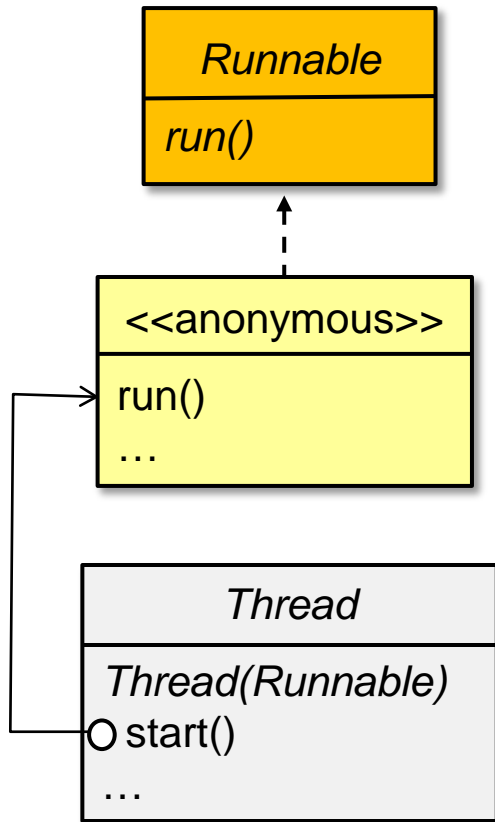 Runnable
run()
<<anonymous>>
run()
…
Thread
Thread(Runnable)
start()
…